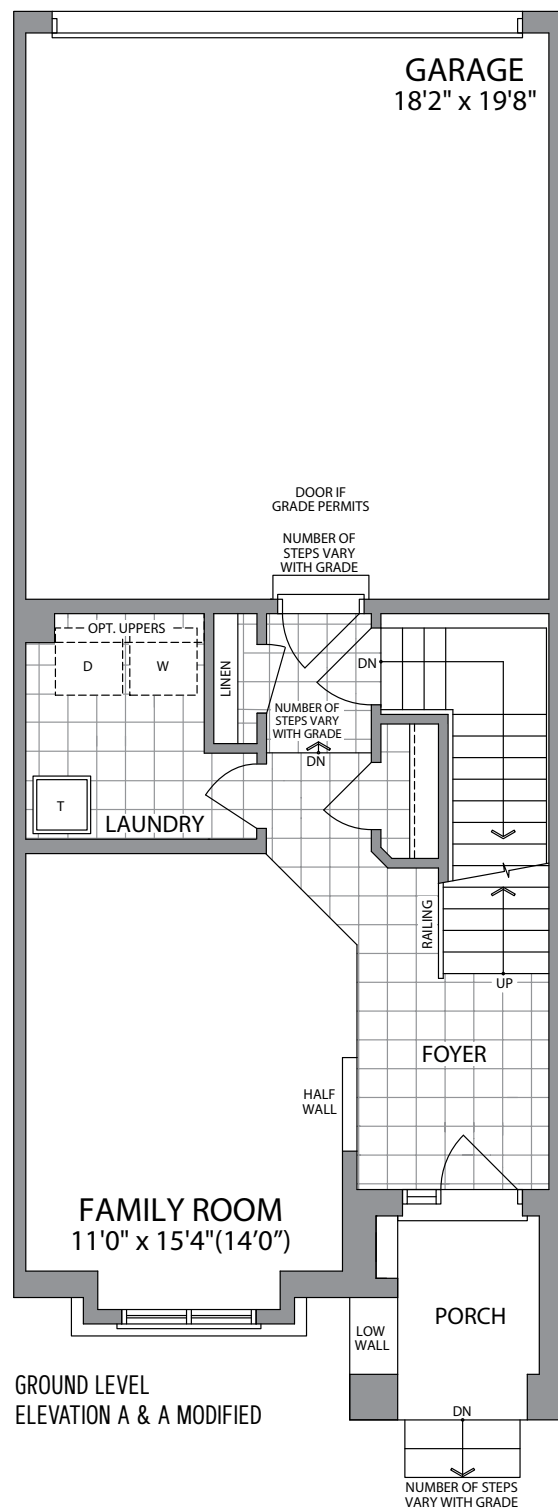 GARAGE
18'2" x 19'8"
DOOR IF
GRADE PERMITS
NUMBER OF
STEPS VARY
WITH GRADE
OPT. UPPERS
D
W
LINEN
DN
NUMBER OF
STEPS VARY
WITH GRADE
DN
T
LAUNDRY
RAILING
UP
FOYER
HALF
WALL
FAMILY ROOM
11'0" x 15'4"(14'0”)
PORCH
LOW
WALL
GROUND LEVEL
ELEVATION A & A MODIFIED
DN
NUMBER OF STEPS
VARY WITH GRADE